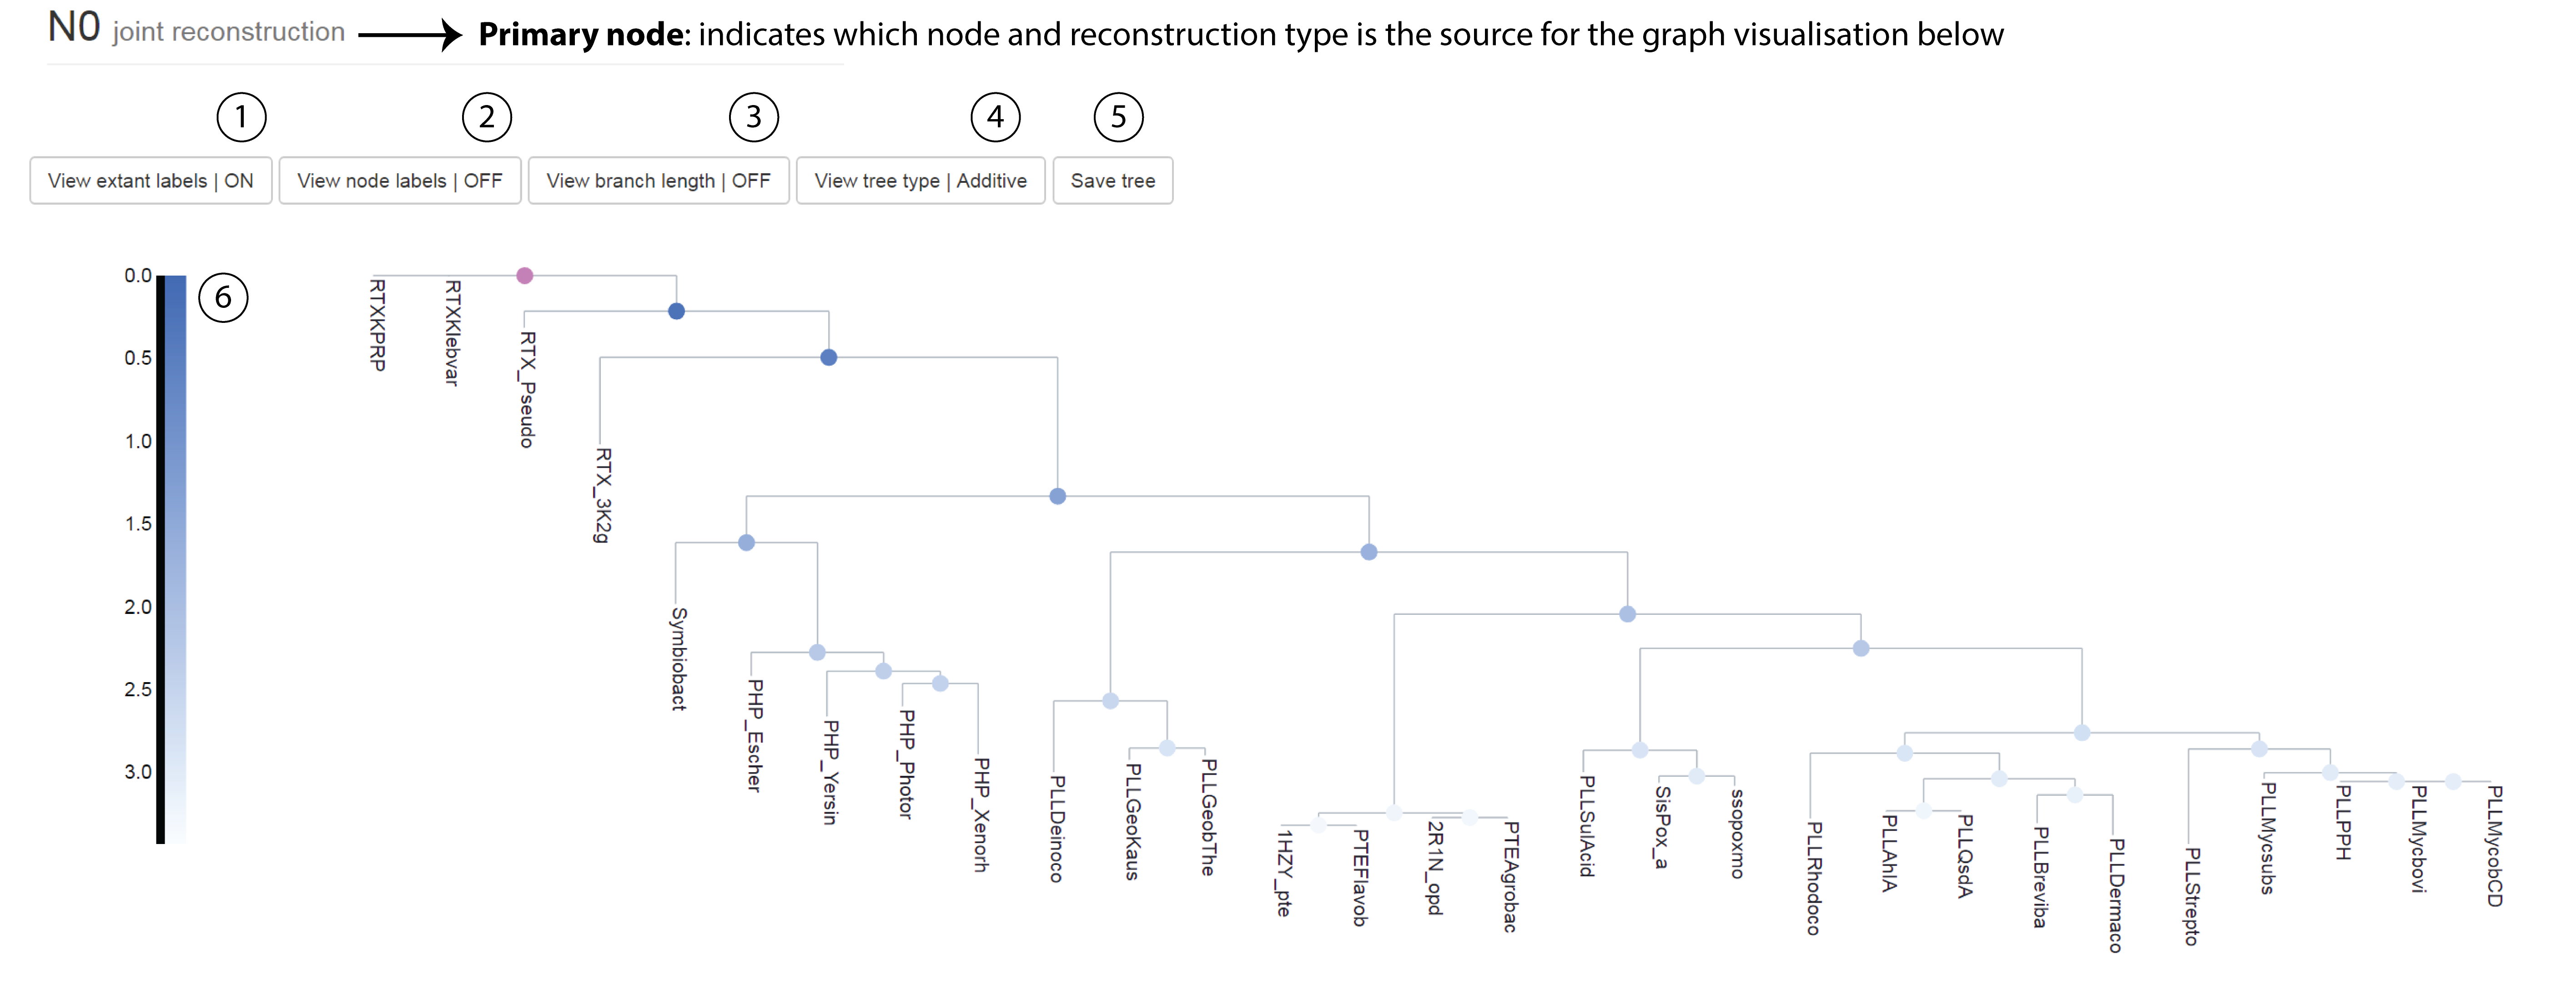 N0 joint reconstruction Primary node: indicates which node and reconstruction type is the source for the graph visualisation below
1 2 3 4 5
View extant labels | ON View node labels | OFF View branch length | OFF View tree type | Additive Save tree
6
0.0
0.5
1.0
1.5
2.0
2.5
3.0
RTXKPRP
RTXKlebvar
RTX_Pseudo
RTX_3K2g
Symbiobact
PHP_Escher
PHP_Yersin
PHP_Photor
PHP_Xenorh
PLLDeinoco
PLLGeoKaus
PLLGeobThe
1HZY_pte
PTEFlavob
2R1N_opd
PTEAgrobac
PLLSulAcid
SisPox_a
ssopoxmo
PLLRhodoco
PLLAhlA
PLLQsdA
PLLBreviba
PLLDermaco
PLLStrepto
PLLMycsubs
PLLPPH
PLLMycbovi
PLLMycobCD